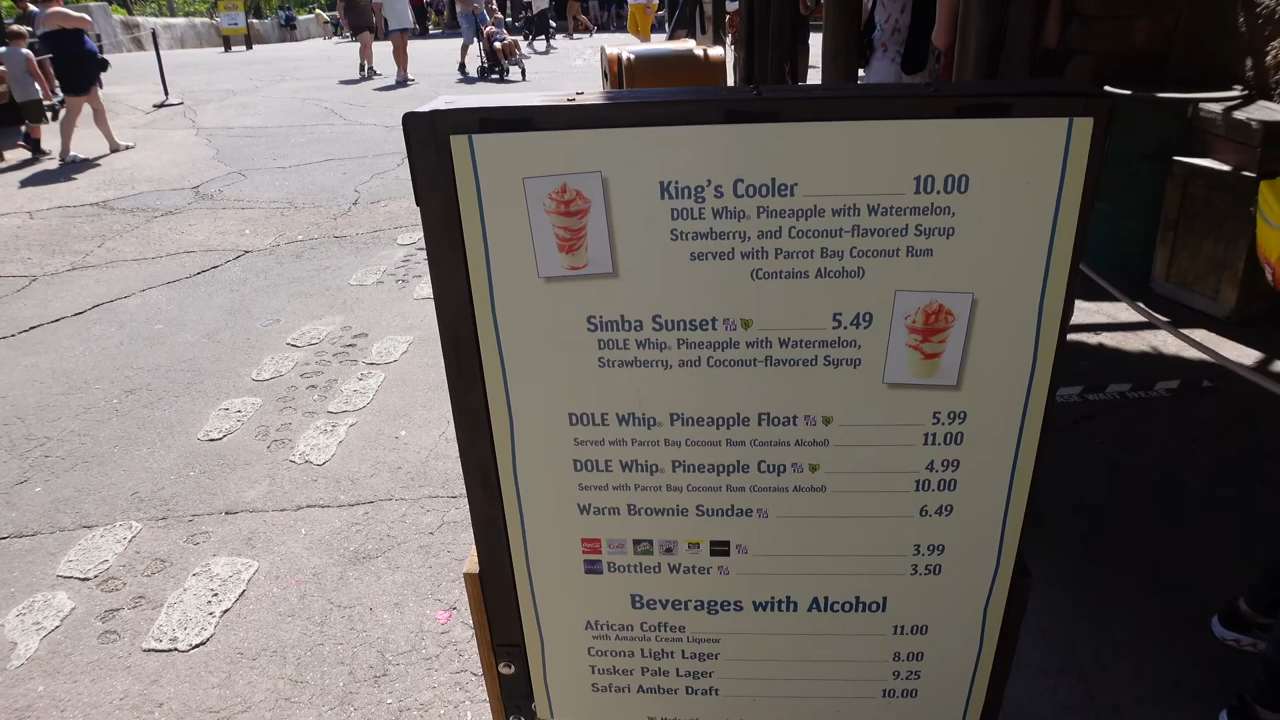 King's Cooler 10.00
DOLE Whip® Pineapple with Watermelon,
Strawberry, and Coconut-flavored Syrup
served with Parrot Bay Coconut Rum
(Contains Alcohol)
Simba Sunset 5.49
DOLE Whip® Pineapple with Watermelon,
Strawberry, and Coconut-flavored Syrup
DOLE Whip® Pineapple Float 5.99
Served with Parrot Bay Coconut Rum (Contains Alcohol) 11.00
DOLE Whip® Pineapple Cup 4.99
Served with Parrot Bay Coconut Rum (Contains Alcohol) 10.00
Warm Brownie Sundae 6.49
3.99
Bottled Water 3.50
Beverages with Alcohol
African Coffee 11.00
with Amarula Cream Liqueur
Corona Light Lager 8.00
Tusker Pale Lager 9.25
Safari Amber Draft 10.00
WAIT HERE